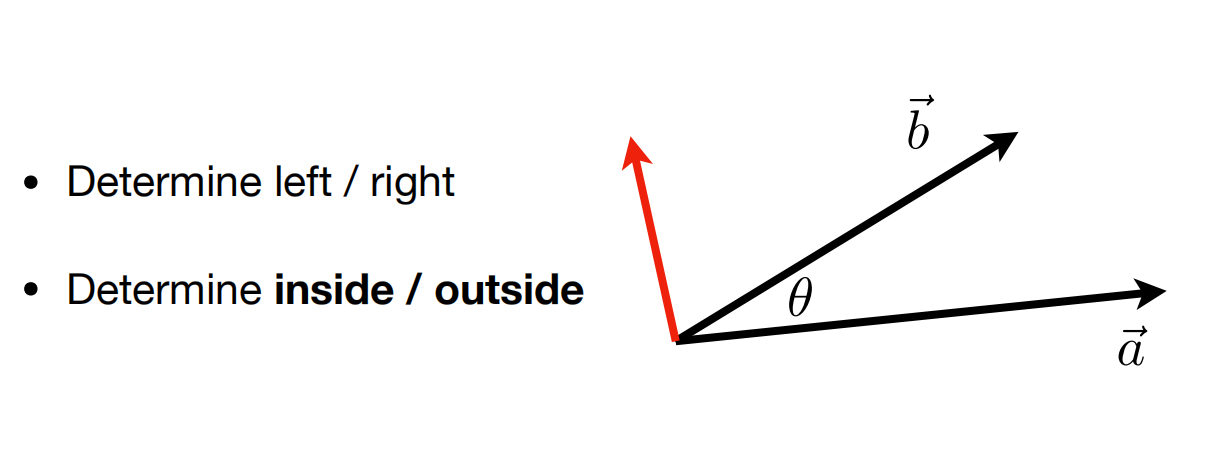 • Determine left / right
• Determine inside / outside
b⃗
θ
a⃗